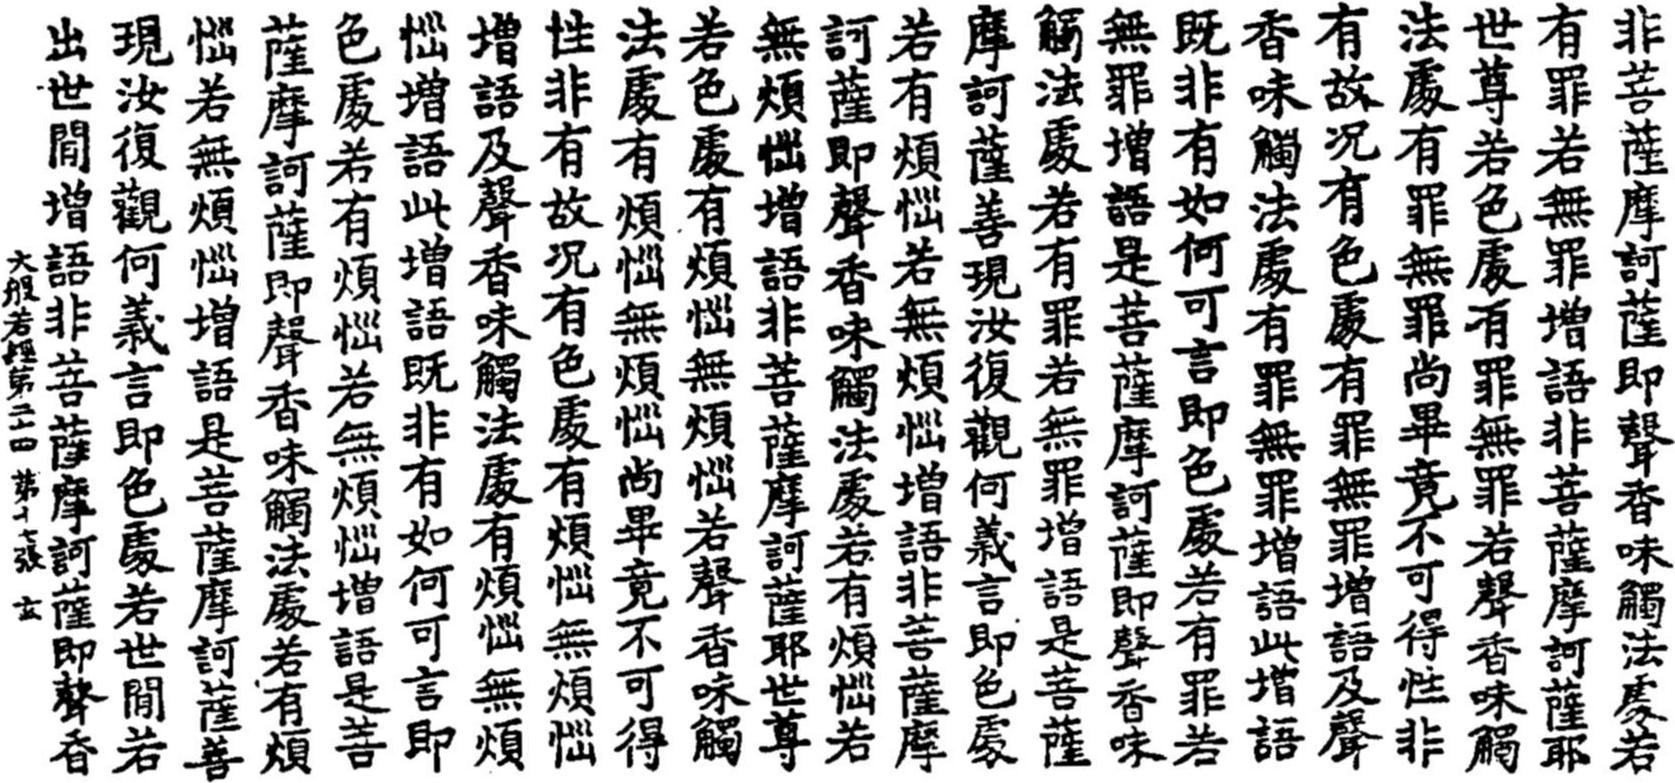 非菩薩摩訶薩即聲香味觸法處若
有罪若無罪增語非菩薩摩訶薩耶
世尊若色處有罪無罪若聲香味觸
法處有罪無罪尚畢竟不可得性非
有故况有色處有罪無罪增語及聲
香味觸法處有罪無罪增語此增語
既非有如何可言即色處若有罪若
無罪增語是菩薩摩訶薩即聲香味
觸法處若有罪若無罪增語是菩薩
摩訶薩善現汝復觀何義言即色處
若有煩惱若無煩惱增語非菩薩摩
訶薩即聲香味觸法處若有煩惱若
無煩惱增語非菩薩摩訶薩耶世尊
若色處有煩惱無煩惱若聲香味觸
法處有煩惱無煩惱尚畢竟不可得
性非有故况有色處有煩惱無煩惱
增語及聲香味觸法處有煩惱無煩
惱增語此增語既非有如何可言即
色處若有煩惱若無煩惱增語是菩
薩摩訶薩即聲香味觸法處若有煩
惱若無煩惱增語是菩薩摩訶薩善
現汝復觀何義言即色處若世間若
出世間增語非菩薩摩訶薩即聲香
大般若經第二十四 第十七張 玄